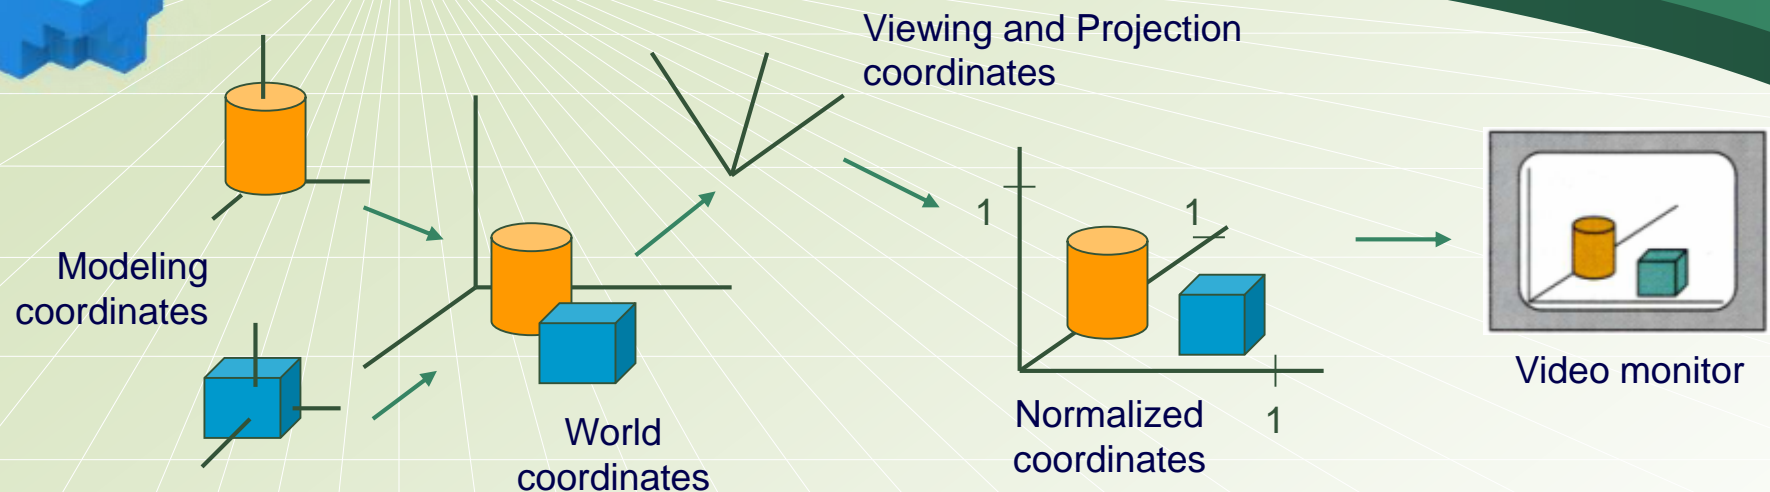 Viewing and Projection
coordinates
Modeling
coordinates
World
coordinates
1
1
1
Normalized
coordinates
Video monitor